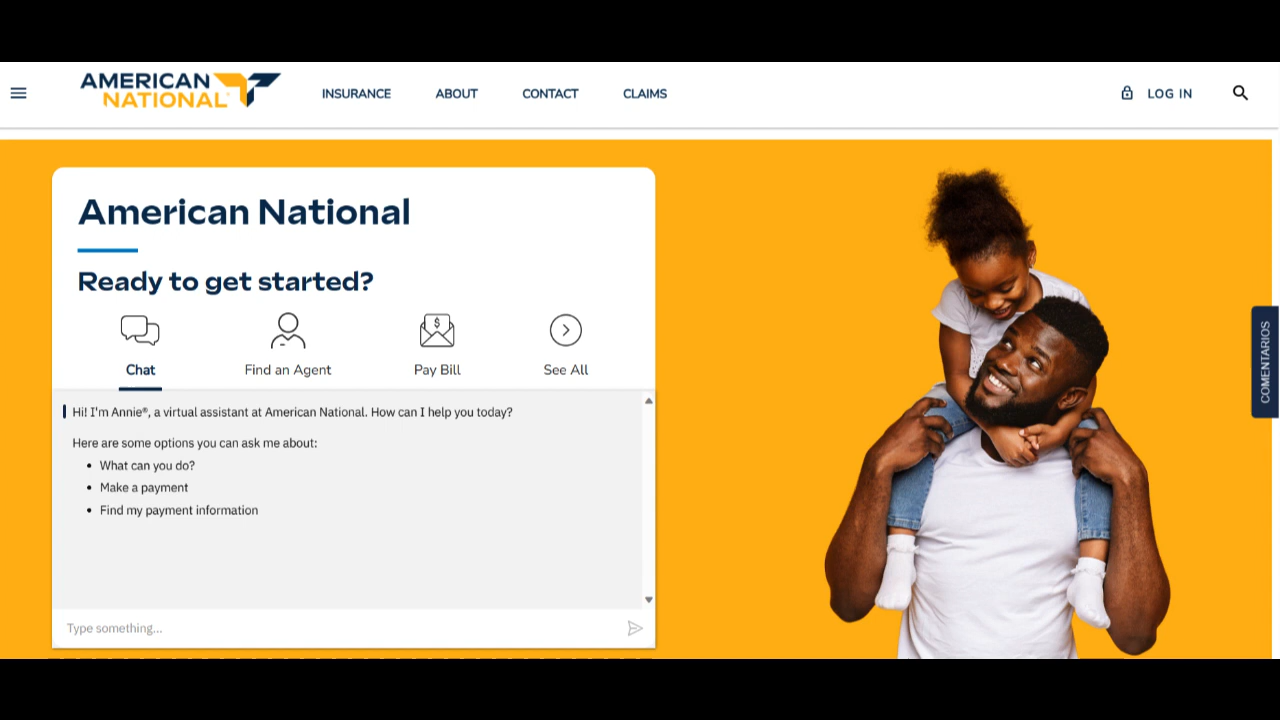 AMERICAN
NATIONAL
INSURANCE ABOUT CONTACT CLAIMS LOG IN
American National
Ready to get started?
$
Chat Find an Agent Pay Bill See All
Hi! I'm Annie®, a virtual assistant at American National. How can I help you today?
Here are some options you can ask me about:
• What can you do?
• Make a payment
• Find my payment information
Type something...
COMENTARIOS